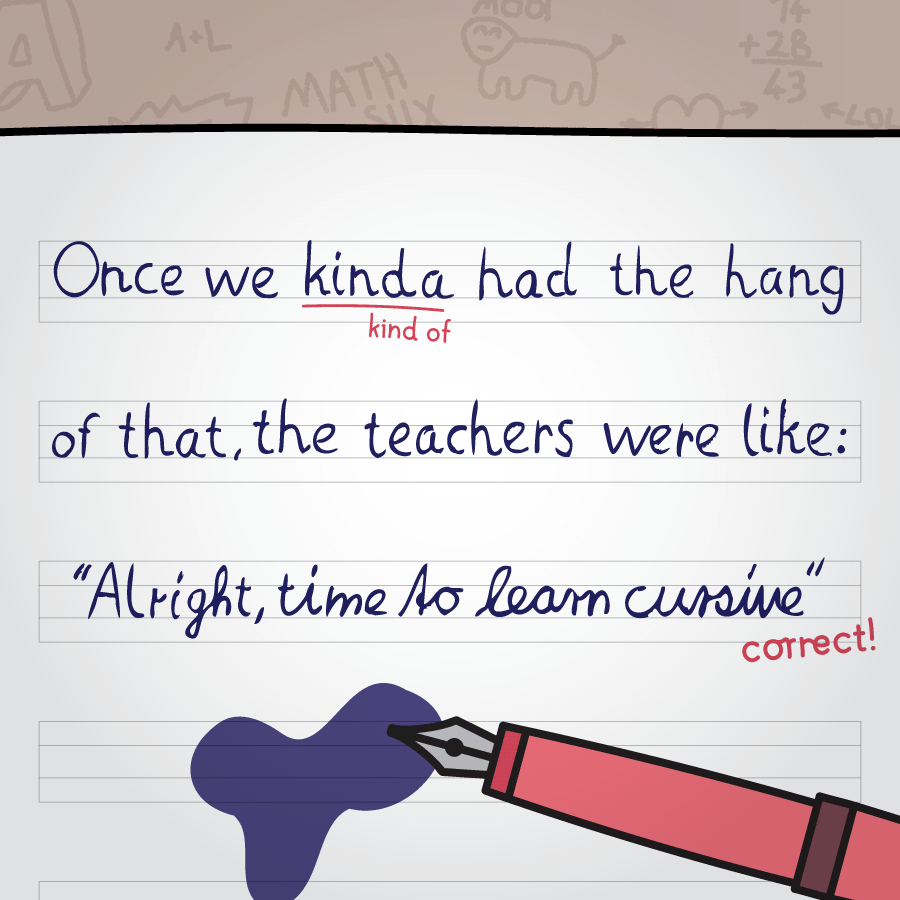 MOO!
A+L
MATH
SUX
14
+28
43
←LOL
Once we kinda had the hang
kind of
of that, the teachers were like:
“Alright, time to learn cursive”
correct!